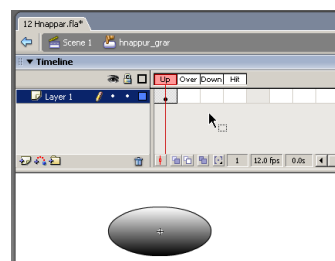 12 Hnappar.fla*
Scene 1 hnappur_grar
Timeline
Up Over Down Hit
Layer 1
1 12.0 fps 0.0s